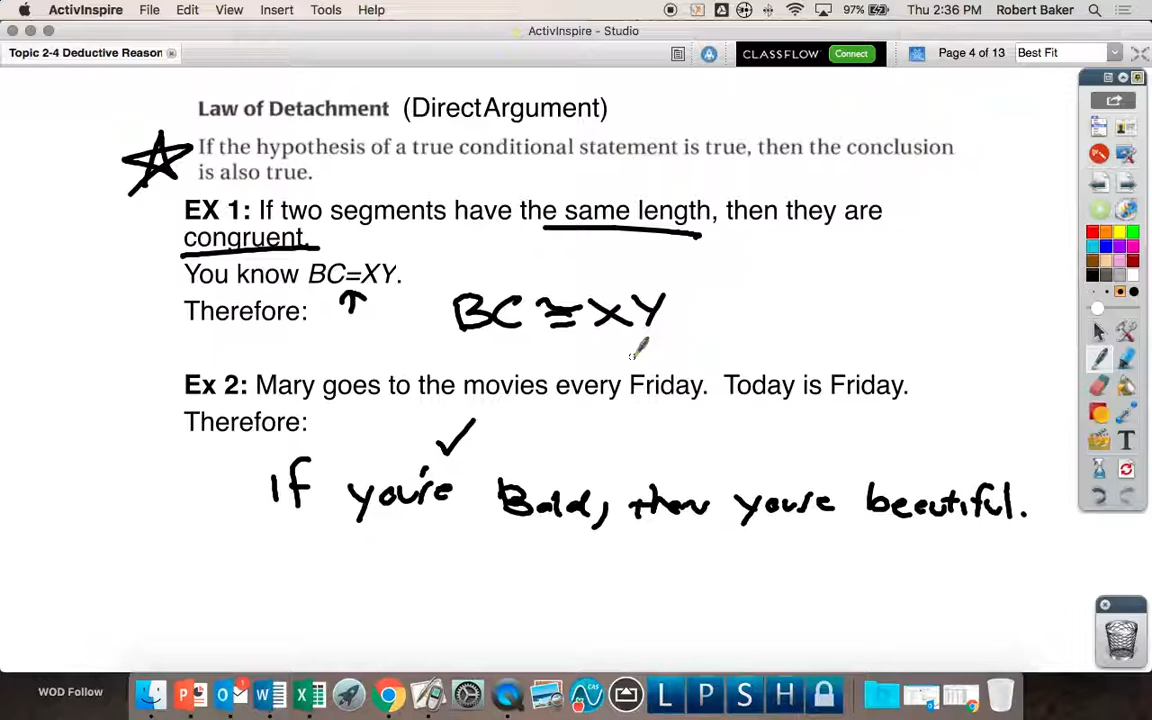 ActivInspire File Edit View Insert Tools Help 97% Thu 2:36 PM Robert Baker
ActivInspire - Studio
Topic 2-4 Deductive Reason CLASSFLOW Connect Page 4 of 13 Best Fit
Law of Detachment (DirectArgument)
If the hypothesis of a true conditional statement is true, then the conclusion
is also true.
EX 1: If two segments have the same length, then they are
congruent.
You know BC=XY.
Therefore: BC ≅ XY
Ex 2: Mary goes to the movies every Friday. Today is Friday.
Therefore:
If you're Bald, then you're beautiful.
WOD Follow L P S H